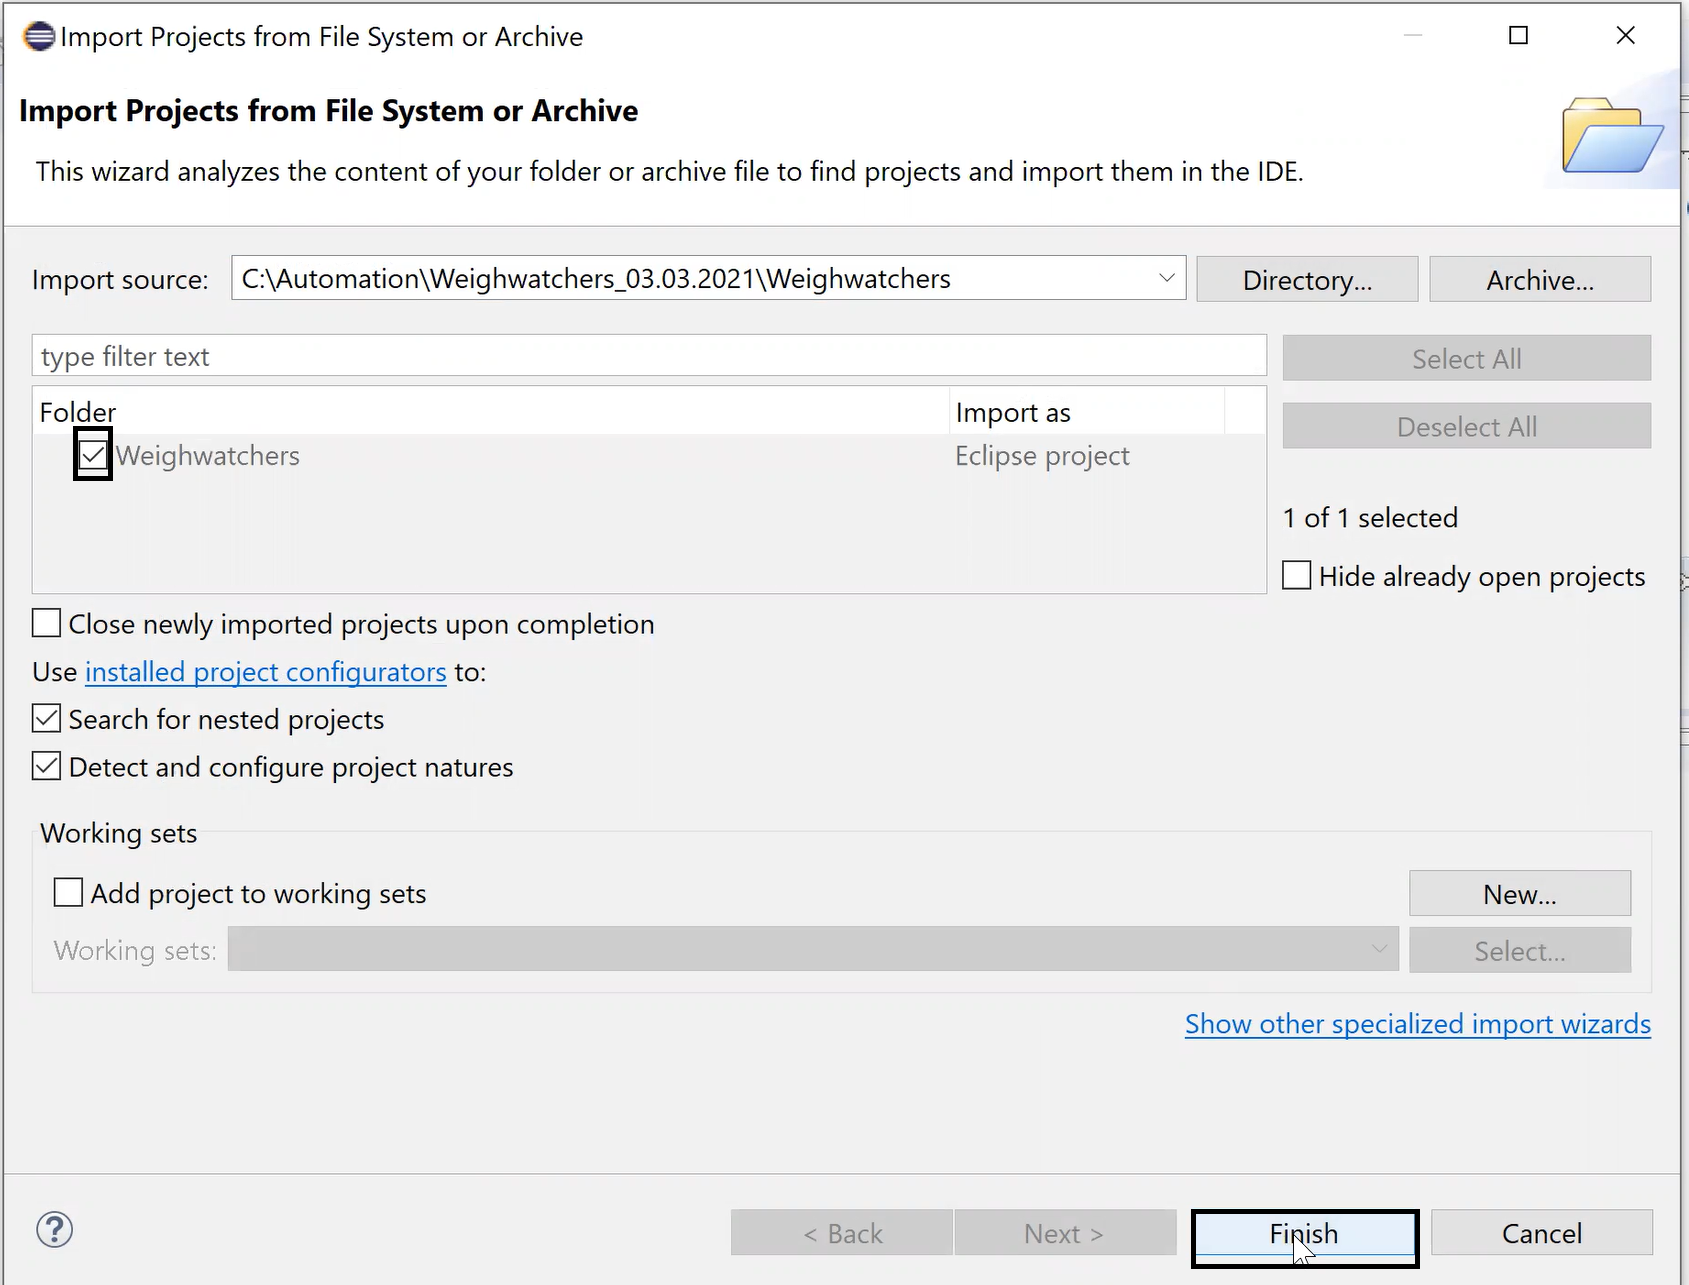 Import Projects from File System or Archive
Import Projects from File System or Archive
This wizard analyzes the content of your folder or archive file to find projects and import them in the IDE.
Import source: C:\Automation\Weighwatchers_03.03.2021\Weighwatchers Directory... Archive...
type filter text Select All
Folder Import as Deselect All
Weighwatchers Eclipse project
1 of 1 selected
Hide already open projects
Close newly imported projects upon completion
Use installed project configurators to:
Search for nested projects
Detect and configure project natures
Working sets
Add project to working sets New...
Working sets: Select...
Show other specialized import wizards
? < Back Next > Finish Cancel